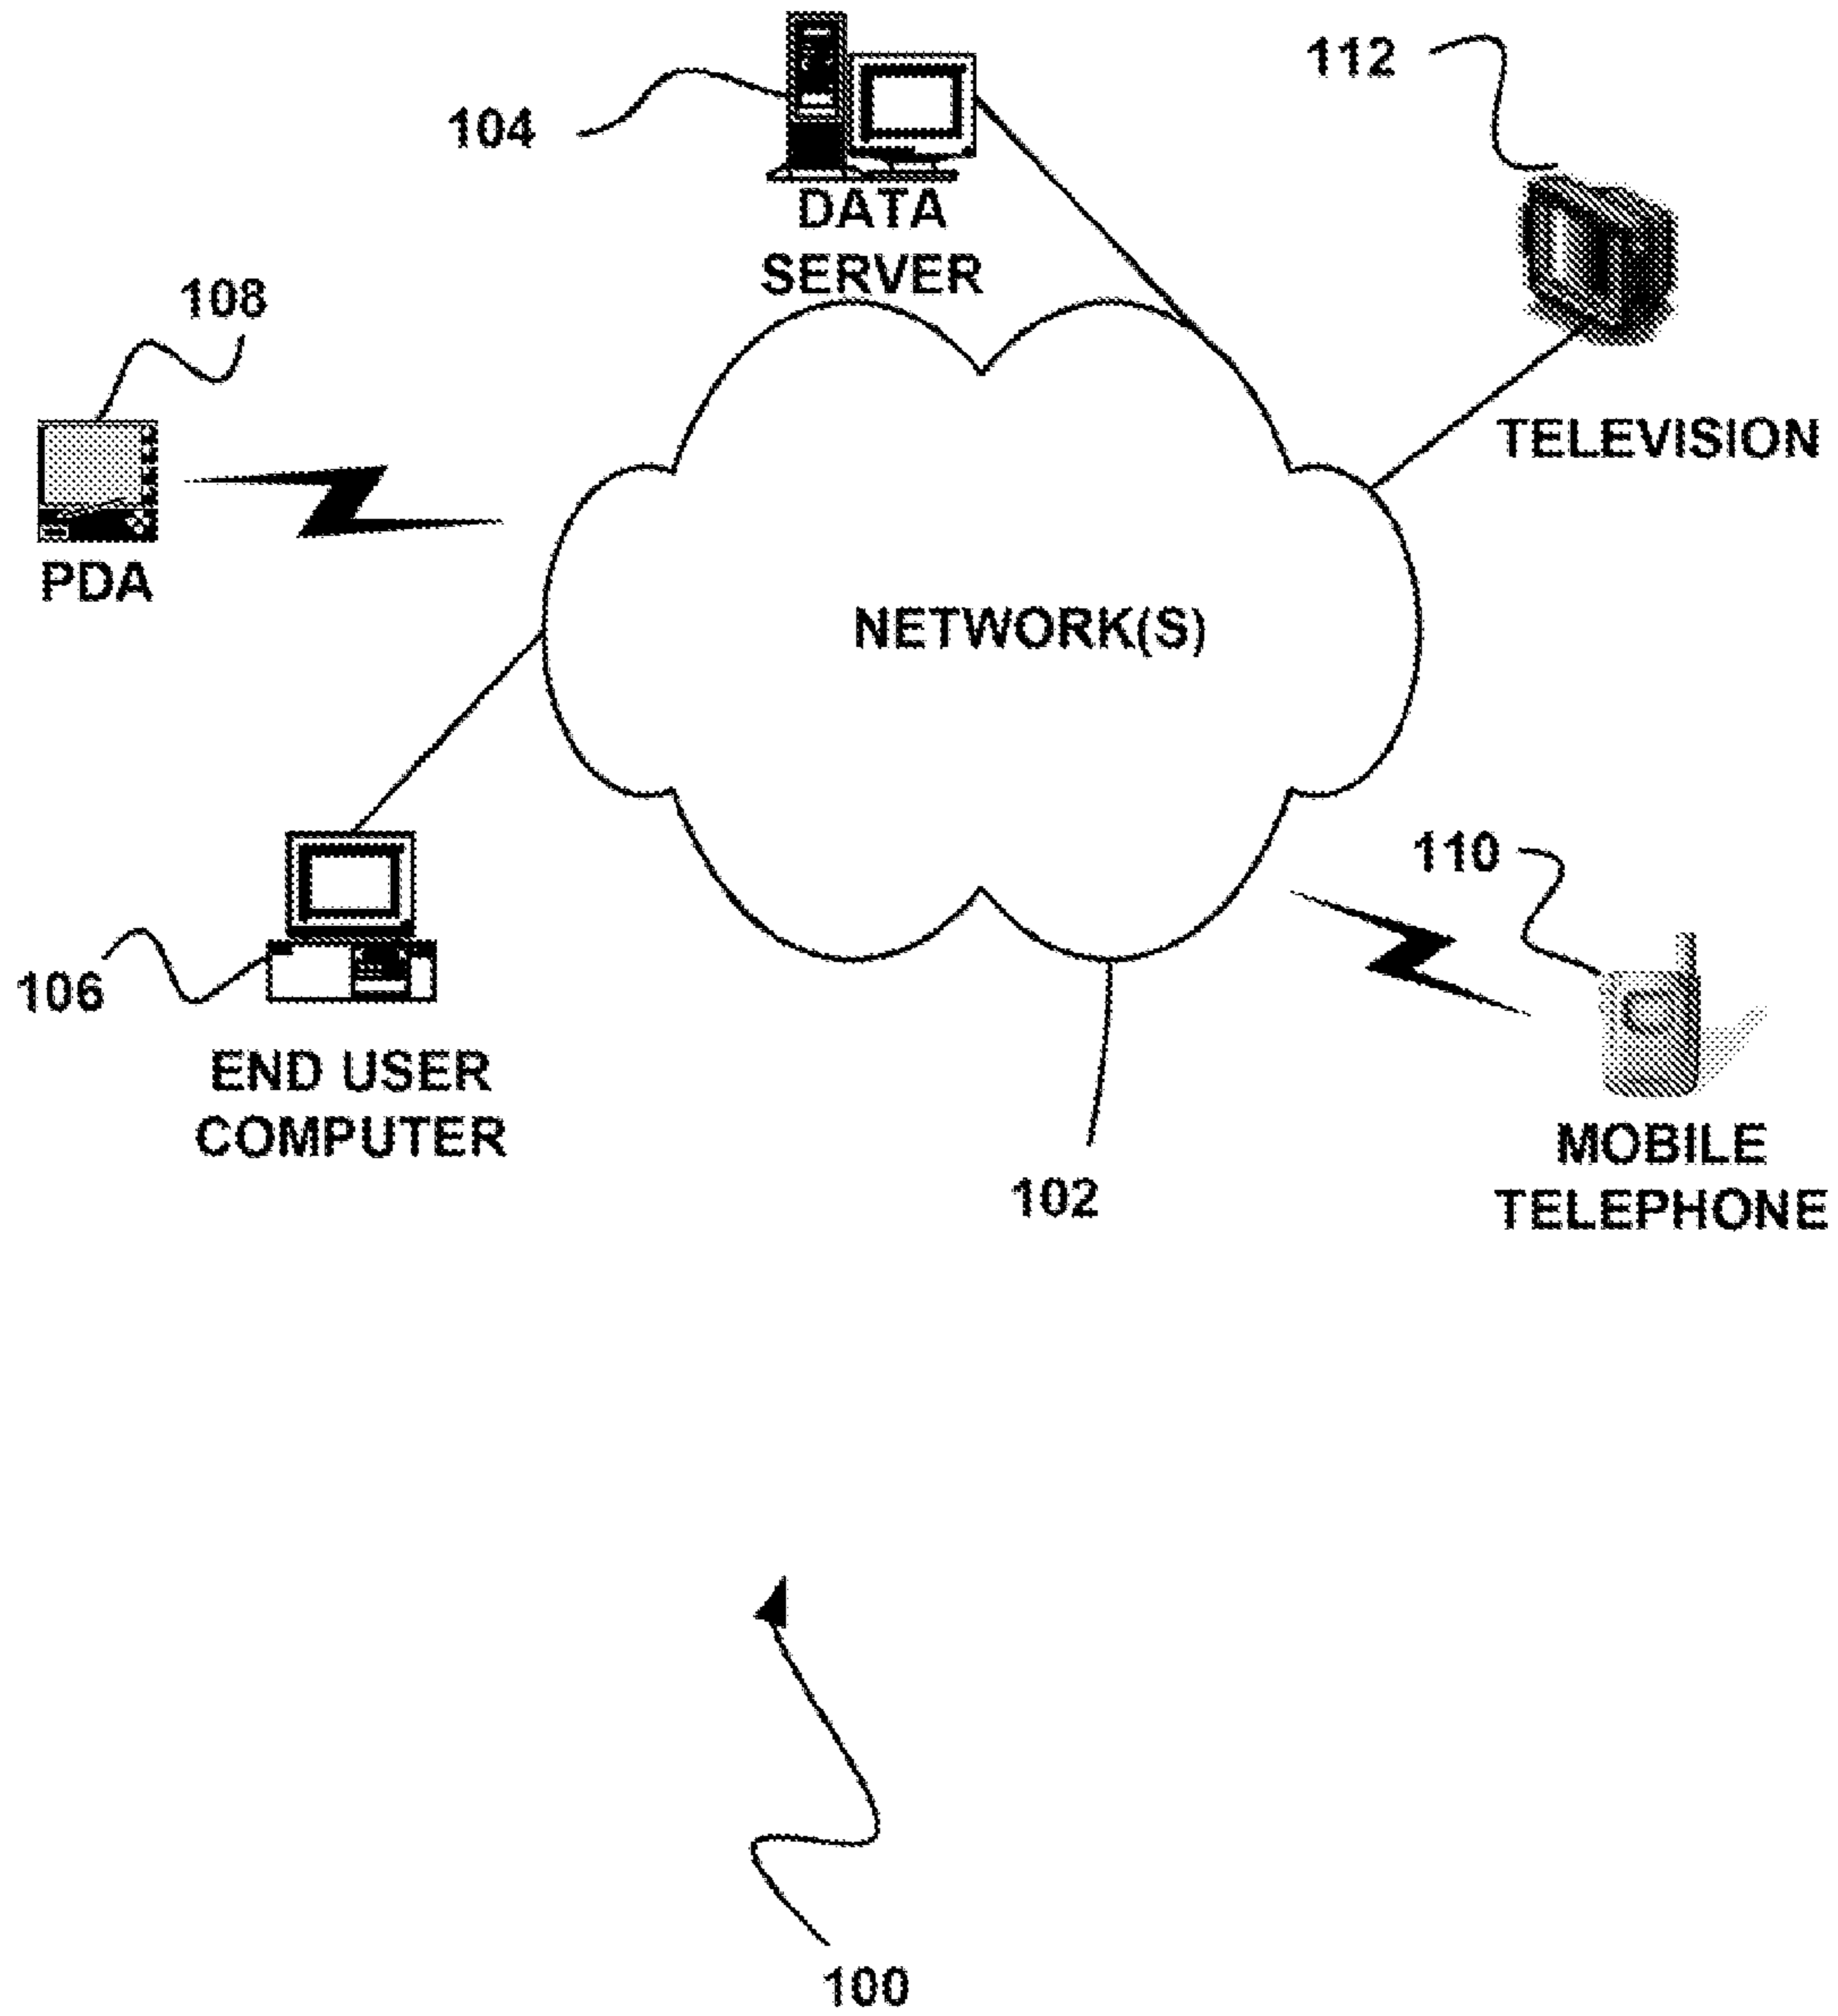 112
104
DATA
SERVER
108
TELEVISION
PDA
NETWORK(S)
110
106
END USER
COMPUTER
MOBILE
TELEPHONE
102
100